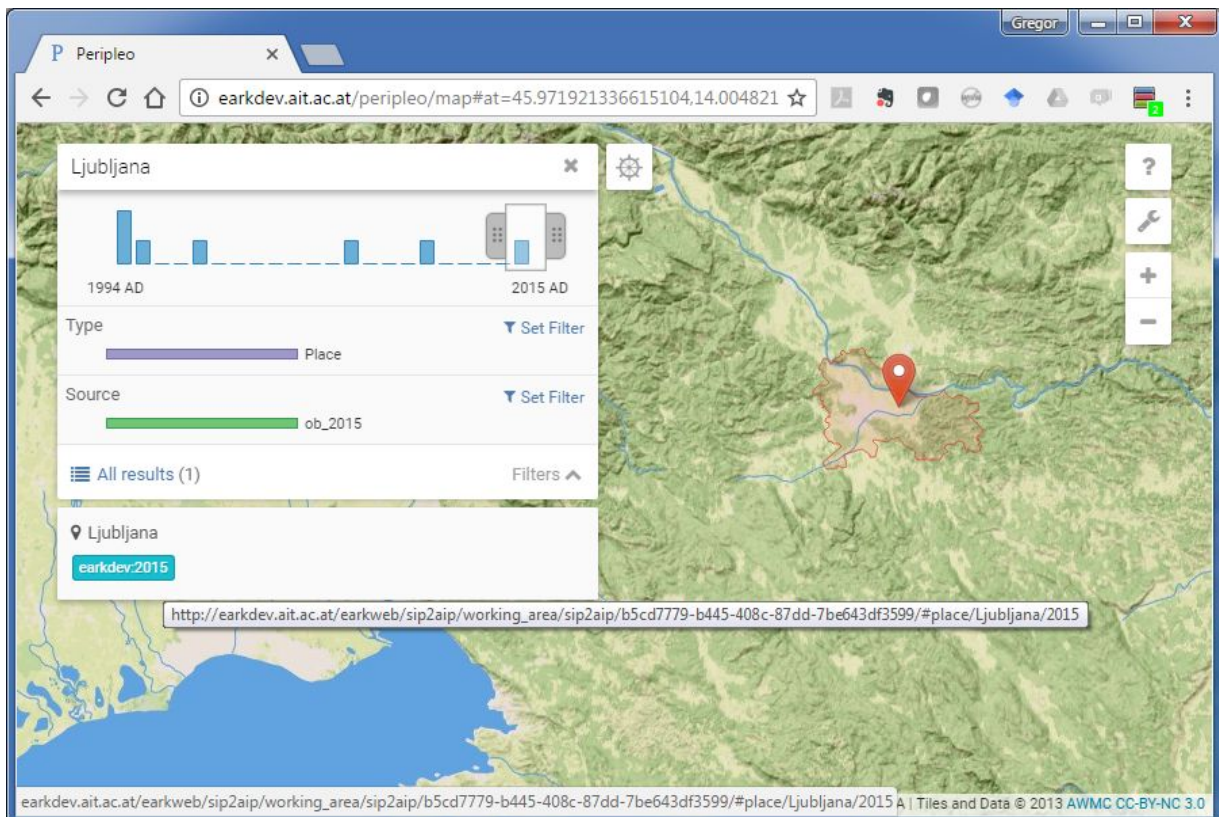 Gregor
P Peripleo
earkdev.ait.ac.at/peripleo/map#at=45.971921336615104,14.004821
2
Ljubljana
?
1994 AD 2015 AD
Type Set Filter
Place
Source Set Filter
ob_2015
All results (1) Filters
Ljubljana
earkdev:2015
http://earkdev.ait.ac.at/earkweb/sip2aip/working_area/sip2aip/b5cd7779-b445-408c-87dd-7be643df3599/#place/Ljubljana/2015
earkdev.ait.ac.at/earkweb/sip2aip/working_area/sip2aip/b5cd7779-b445-408c-87dd-7be643df3599/#place/Ljubljana/2015 A | Tiles and Data © 2013 AWMC CC-BY-NC 3.0